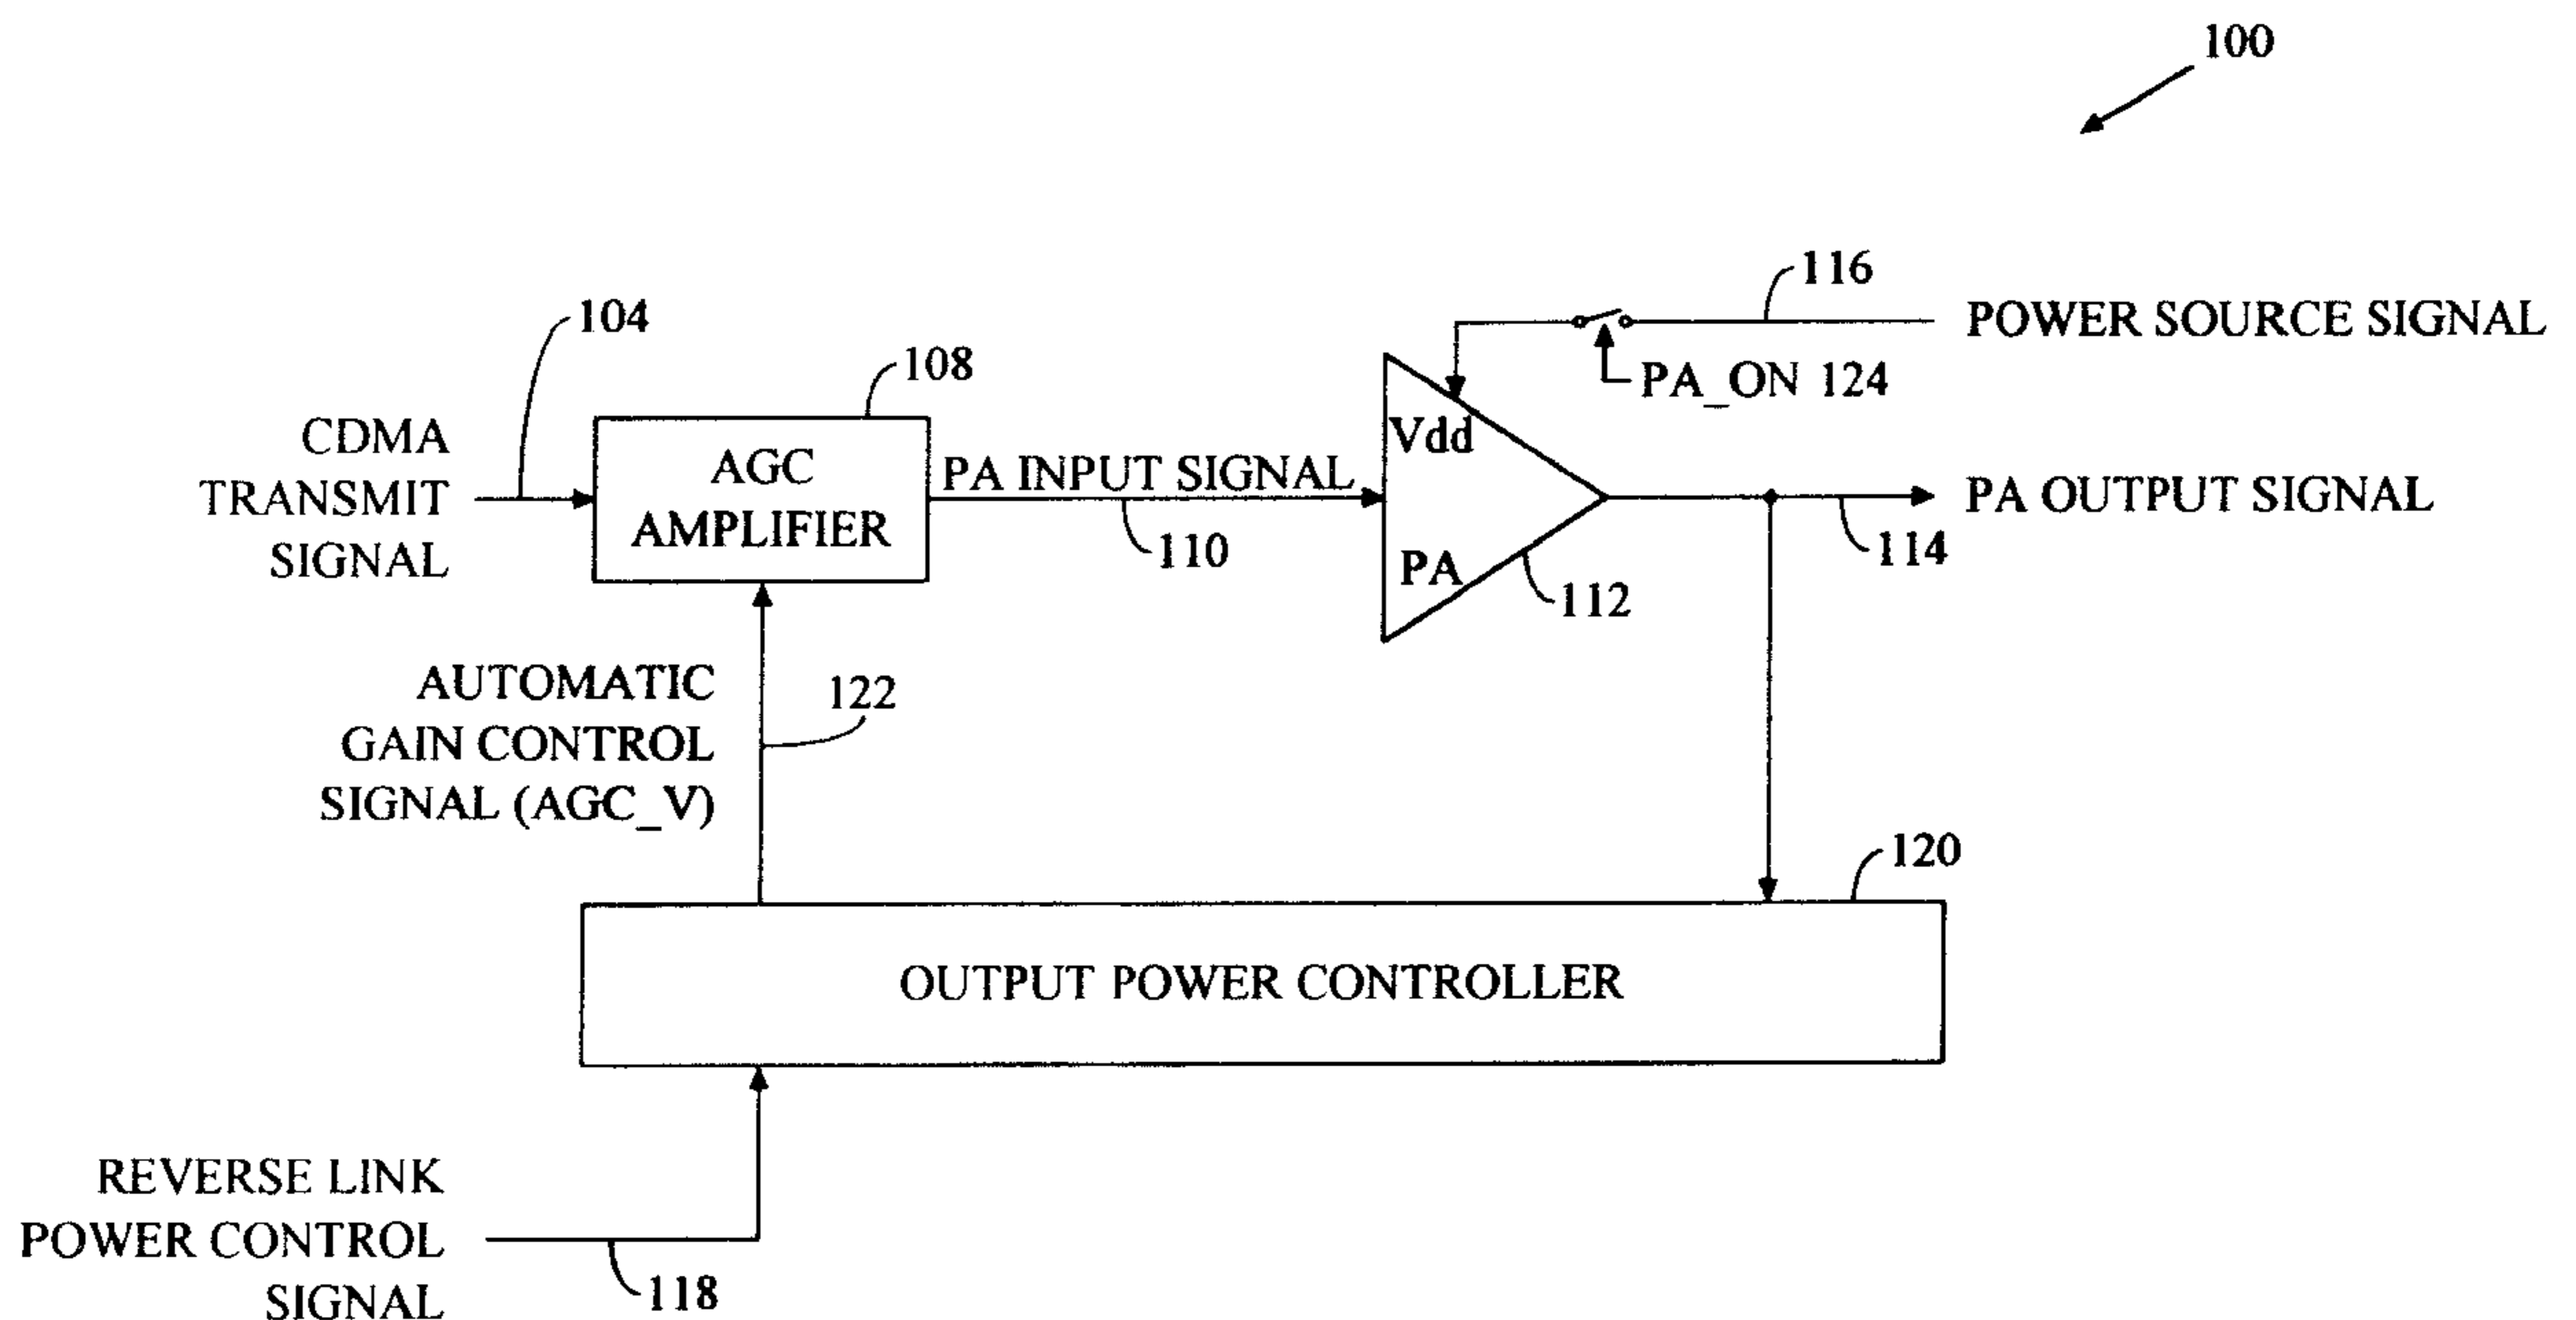 100
116
POWER SOURCE SIGNAL
104
108
PA_ON 124
CDMA
TRANSMIT
SIGNAL
AGC
AMPLIFIER
PA INPUT SIGNAL
110
Vdd
PA
112
PA OUTPUT SIGNAL
114
AUTOMATIC
GAIN CONTROL
SIGNAL (AGC_V)
122
120
OUTPUT POWER CONTROLLER
REVERSE LINK
POWER CONTROL
SIGNAL
118